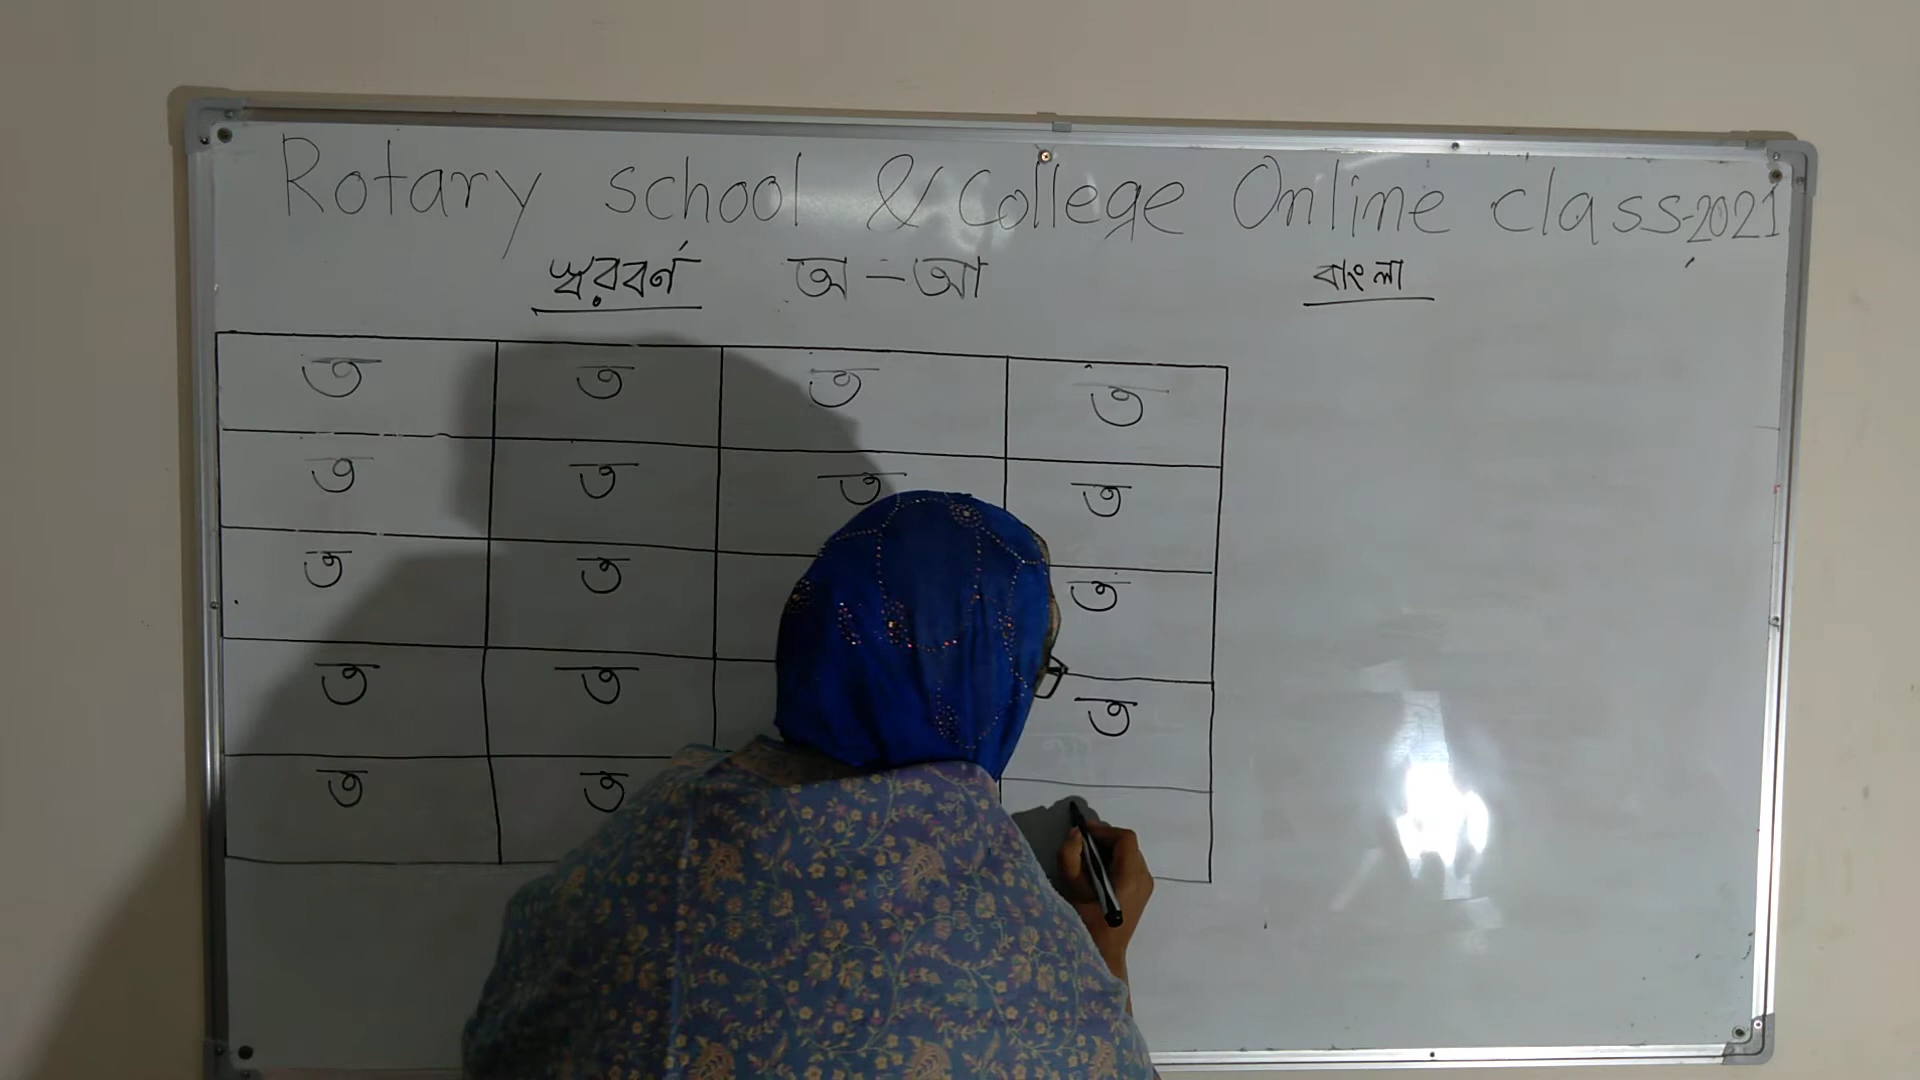 Rotary school & College Online class-2021
স্বরবর্ণ অ - আ বাংলা
ত ত ত ত
ত ত ত ত
ত ত ত
ত ত ত
ত ত